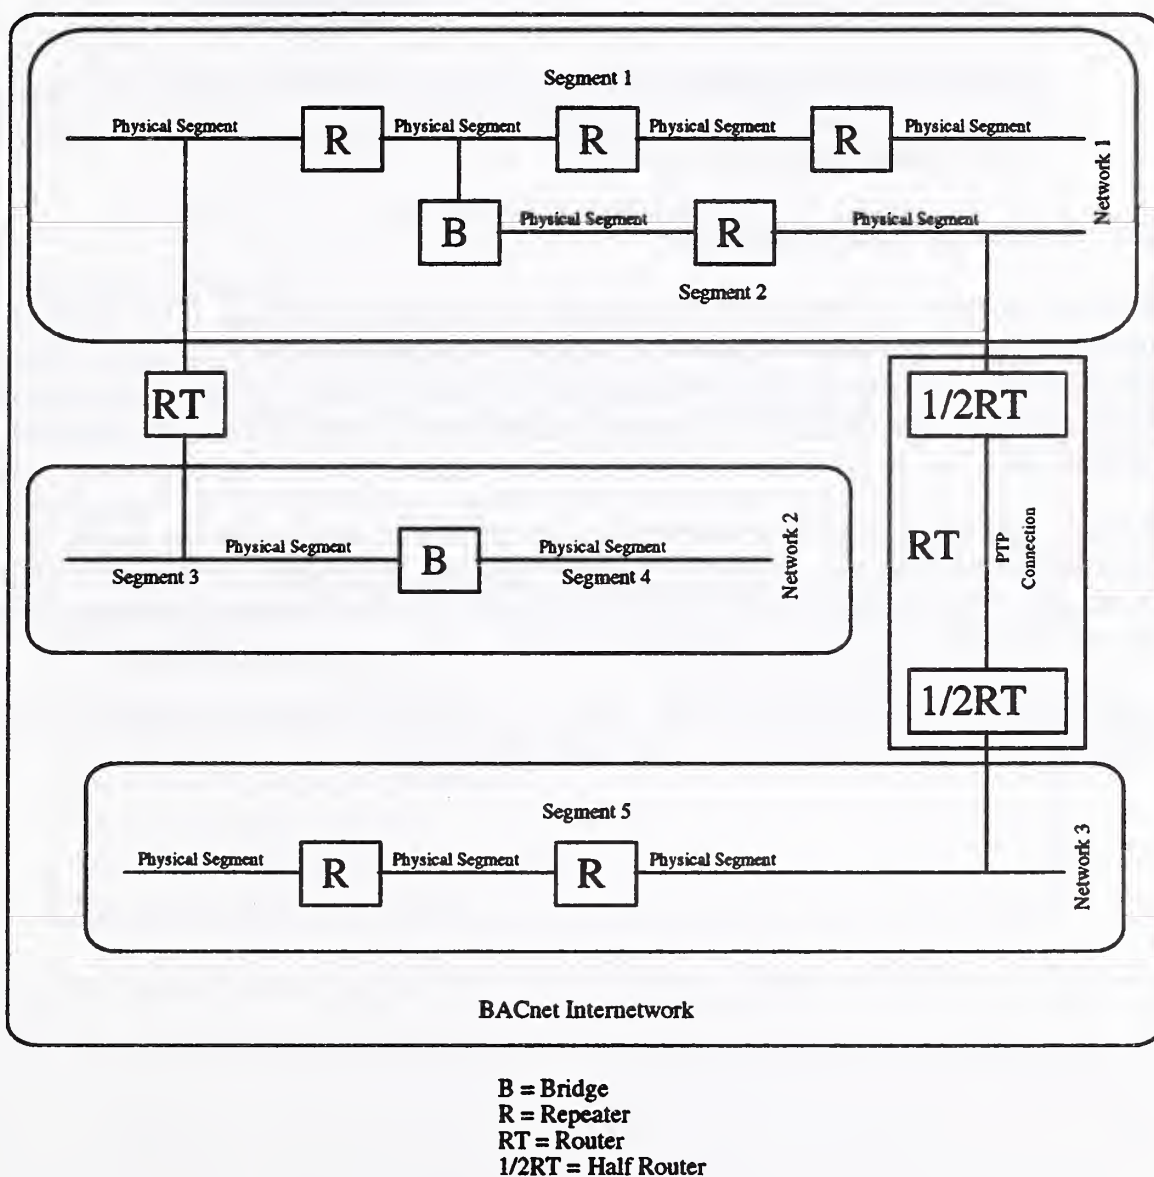 Segment 1
Physical Segment
R
Physical Segment
R
Physical Segment
R
Physical Segment
Network 1
B
Physical Segment
R
Physical Segment
Segment 2
RT
1/2RT
Physical Segment
B
Physical Segment
Segment 3
Segment 4
Network 2
RT
PTP
Connection
1/2RT
Segment 5
Physical Segment
R
Physical Segment
R
Physical Segment
Network 3
BACnet Internetwork
B = Bridge
R = Repeater
RT = Router
1/2RT = Half Router